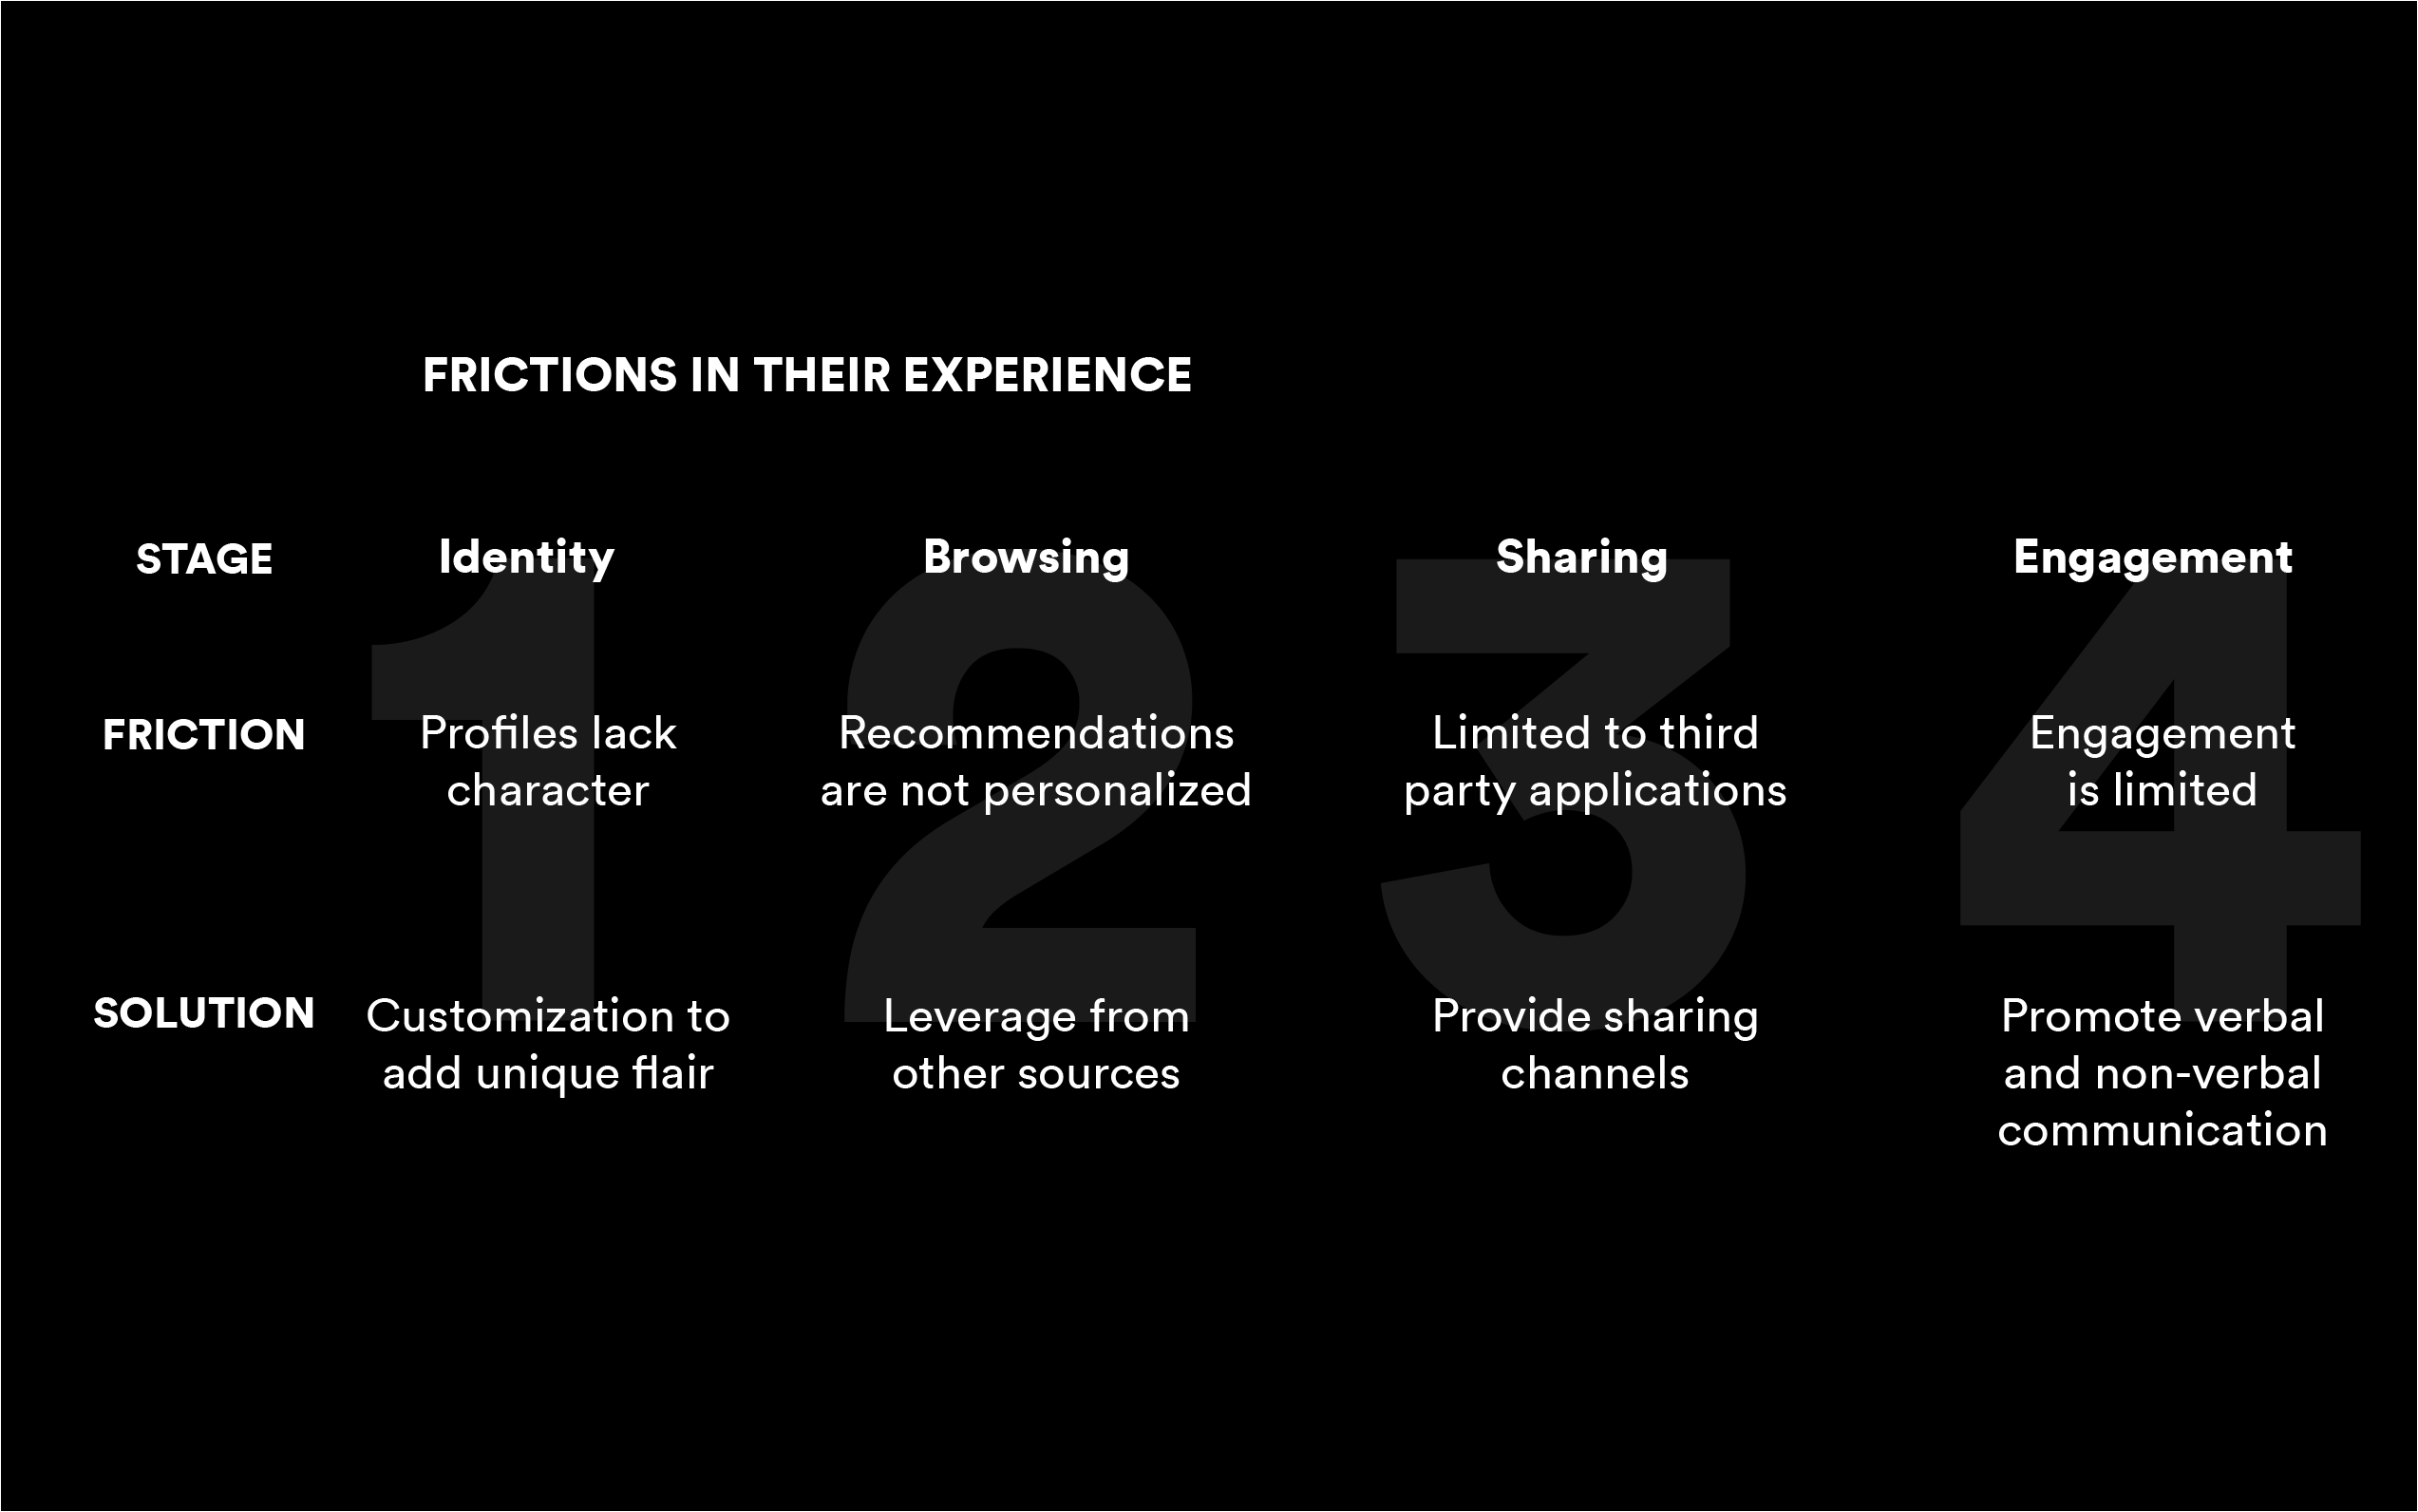 FRICTIONS IN THEIR EXPERIENCE
STAGE
Identity
Browsing
Sharing
Engagement
1
2
3
4
FRICTION
Profiles lack
character
Recommendations
are not personalized
Limited to third
party applications
Engagement
is limited
SOLUTION
Customization to
add unique flair
Leverage from
other sources
Provide sharing
channels
Promote verbal
and non-verbal
communication